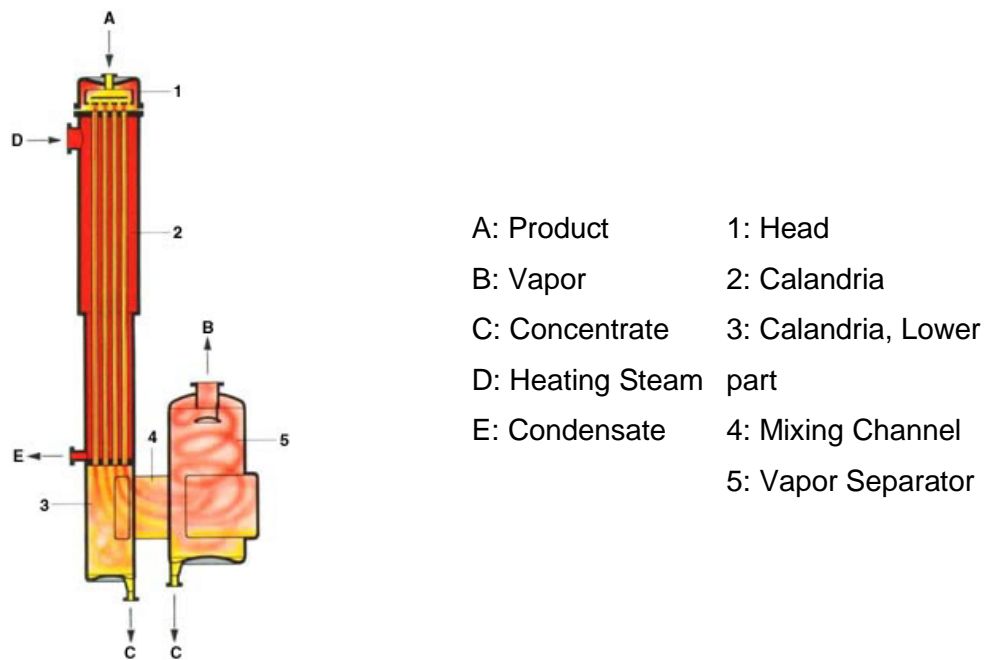 A
1
D
2
B
4
5
E
3
C
C
A: Product
B: Vapor
C: Concentrate
D: Heating Steam
E: Condensate
1: Head
2: Calandria
3: Calandria, Lower
part
4: Mixing Channel
5: Vapor Separator